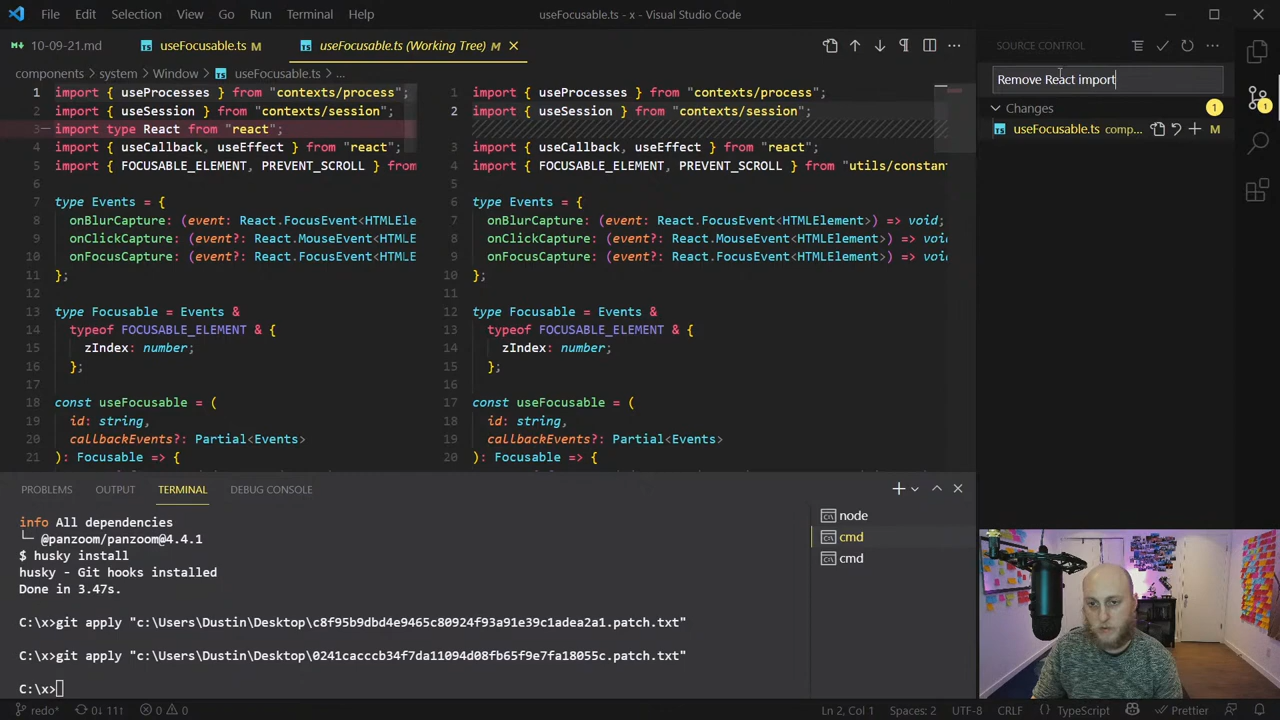 File Edit Selection View Go Run Terminal Help useFocusable.ts - x - Visual Studio Code
10-09-21.md TS useFocusable.ts M TS useFocusable.ts (Working Tree) M
SOURCE CONTROL
components > system > Window > TS useFocusable.ts > ...
Remove React import
Changes 1
TS useFocusable.ts comp... M
1 import { useProcesses } from "contexts/process";
2 import { useSession } from "contexts/session";
3 import type React from "react";
4 import { useCallback, useEffect } from "react";
5 import { FOCUSABLE_ELEMENT, PREVENT_SCROLL } from
6
7 type Events = {
8 onBlurCapture: (event: React.FocusEvent<HTMLEle
9 onClickCapture: (event?: React.MouseEvent<HTMLE
10 onFocusCapture: (event?: React.FocusEvent<HTMLE
11 };
12
13 type Focusable = Events &
14 typeof FOCUSABLE_ELEMENT & {
15 zIndex: number;
16 };
17
18 const useFocusable = (
19 id: string,
20 callbackEvents?: Partial<Events>
21 ): Focusable => {
1 import { useProcesses } from "contexts/process";
2 import { useSession } from "contexts/session";
3 import { useCallback, useEffect } from "react";
4 import { FOCUSABLE_ELEMENT, PREVENT_SCROLL } from "utils/constan
5
6 type Events = {
7 onBlurCapture: (event: React.FocusEvent<HTMLElement>) => void;
8 onClickCapture: (event?: React.MouseEvent<HTMLElement>) => voi
9 onFocusCapture: (event?: React.FocusEvent<HTMLElement>) => voi
10 };
11
12 type Focusable = Events &
13 typeof FOCUSABLE_ELEMENT & {
14 zIndex: number;
15 };
16
17 const useFocusable = (
18 id: string,
19 callbackEvents?: Partial<Events>
20 ): Focusable => {
PROBLEMS OUTPUT TERMINAL DEBUG CONSOLE
info All dependencies
└─ @panzoom/panzoom@4.4.1
$ husky install
husky - Git hooks installed
Done in 3.47s.
C:\x>git apply "c:\Users\Dustin\Desktop\c8f95b9dbd4e9465c80924f93a91e39c1adea2a1.patch.txt"
C:\x>git apply "c:\Users\Dustin\Desktop\0241cacccb34f7da11094d08fb65f9e7fa18055c.patch.txt"
C:\x>
node
cmd
cmd
redo* 0↓ 11↑ 0 0 Ln 2, Col 1 Spaces: 2 UTF-8 CRLF TypeScript Prettier